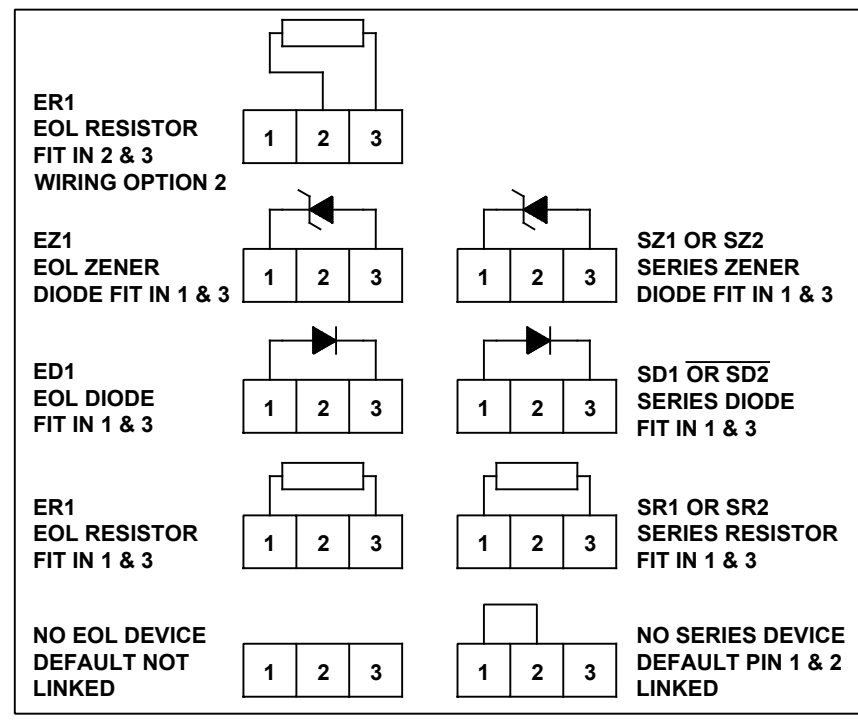 ER1
EOL RESISTOR
FIT IN 2 & 3
WIRING OPTION 2
1 2 3
EZ1
EOL ZENER
DIODE FIT IN 1 & 3
1 2 3
1 2 3
SZ1 OR SZ2
SERIES ZENER
DIODE FIT IN 1 & 3
ED1
EOL DIODE
FIT IN 1 & 3
1 2 3
1 2 3
SD1 OR SD2
SERIES DIODE
FIT IN 1 & 3
ER1
EOL RESISTOR
FIT IN 1 & 3
1 2 3
1 2 3
SR1 OR SR2
SERIES RESISTOR
FIT IN 1 & 3
NO EOL DEVICE
DEFAULT NOT
LINKED
1 2 3
1 2 3
NO SERIES DEVICE
DEFAULT PIN 1 & 2
LINKED